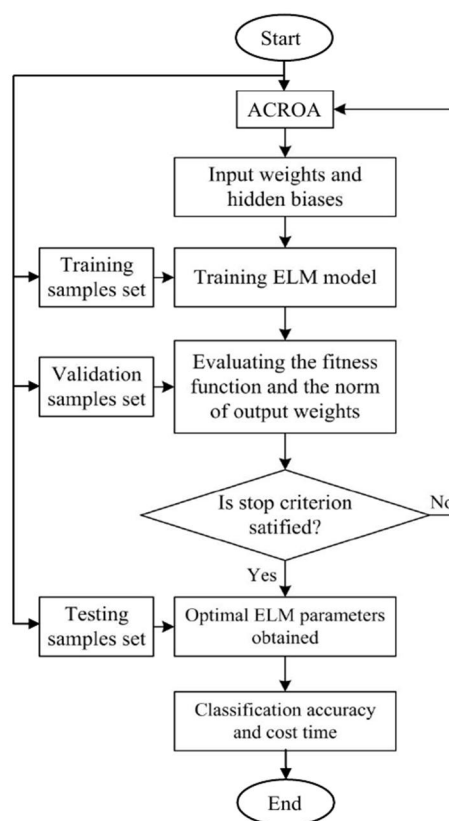 Start
ACROA
Input weights and
hidden biases
Training
samples set
Training ELM model
Validation
samples set
Evaluating the fitness
function and the norm
of output weights
Is stop criterion
satified?
No
Yes
Testing
samples set
Optimal ELM parameters
obtained
Classification accuracy
and cost time
End